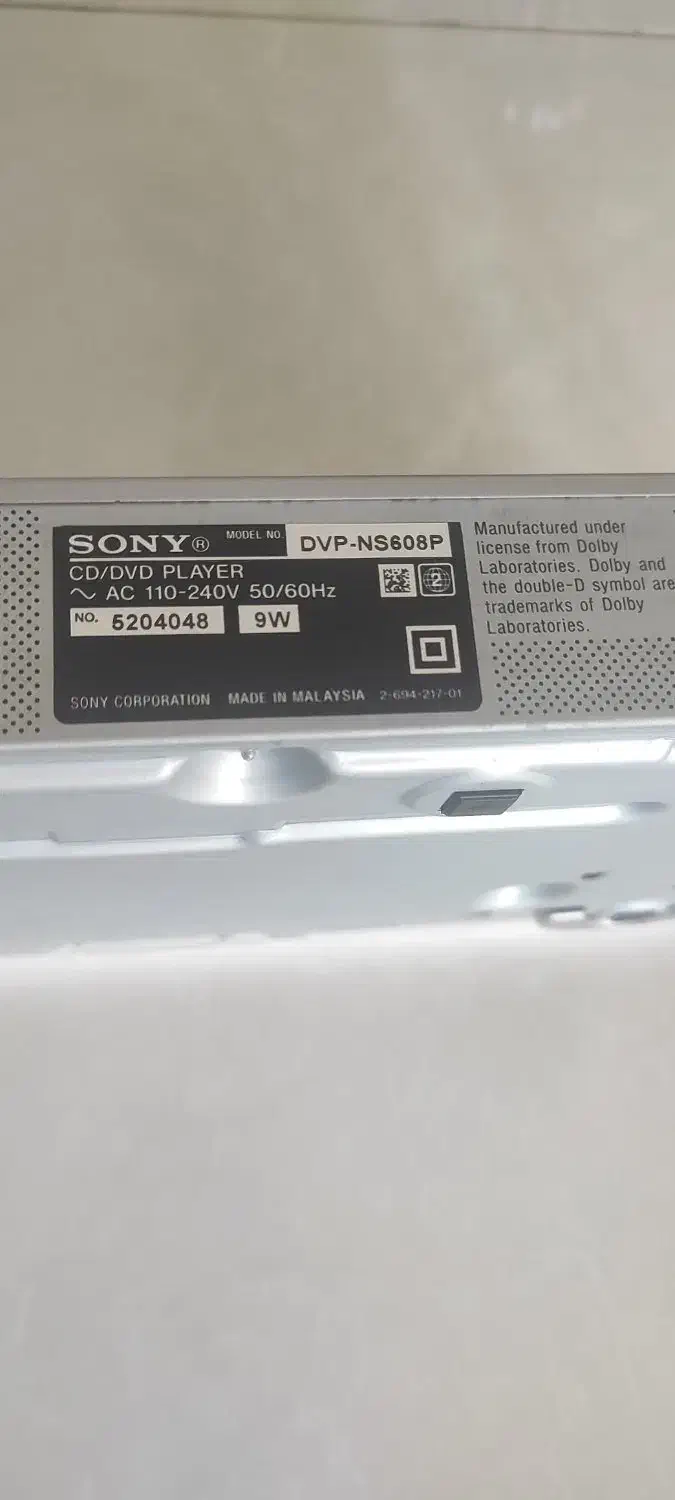 SONY® MODEL NO. DVP-NS608P
CD/DVD PLAYER
2
~ AC 110-240V 50/60Hz
NO. 5204048 9W
SONY CORPORATION MADE IN MALAYSIA 2-694-217-01
Manufactured under
license from Dolby
Laboratories. Dolby and
the double-D symbol are
trademarks of Dolby
Laboratories.